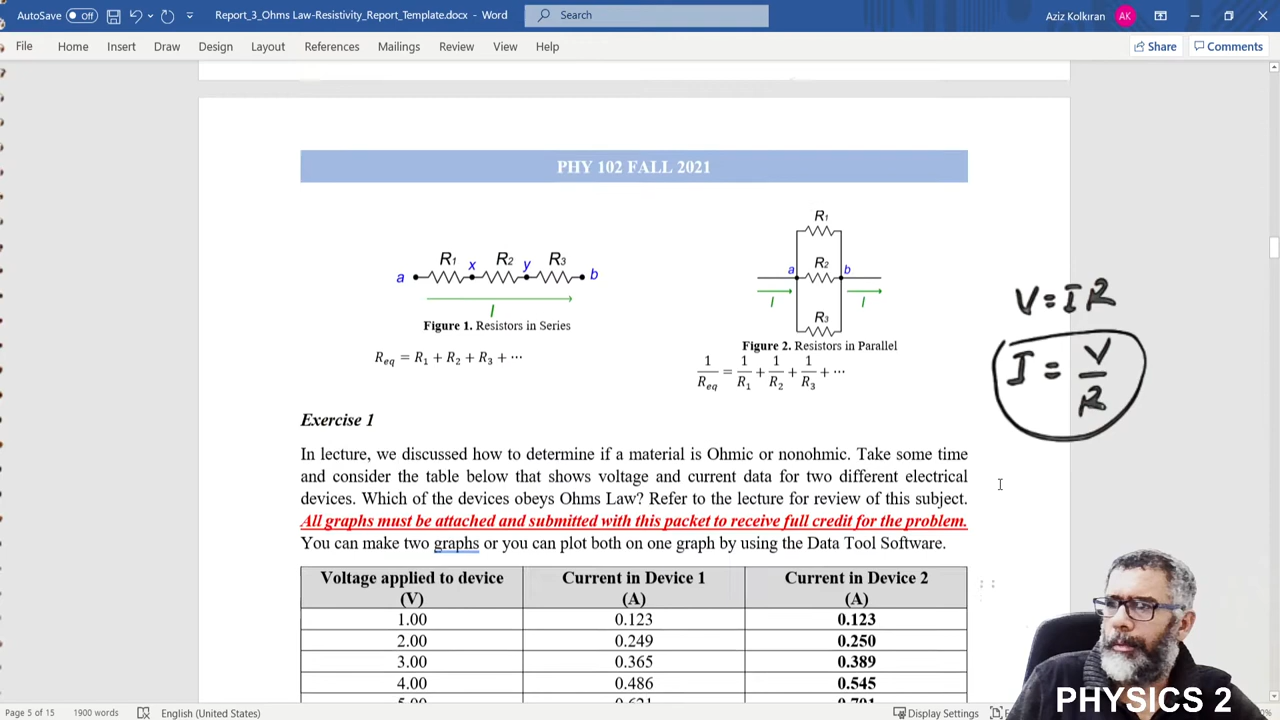 AutoSave Off Report_3_Ohms Law-Resistivity_Report_Template.docx - Word Search Aziz Kolkıran AK
File Home Insert Draw Design Layout References Mailings Review View Help Share Comments
PHY 102 FALL 2021
R1 x R2 y R3
a b
I
Figure 1. Resistors in Series
Req = R1 + R2 + R3 + ⋯
R1
a R2 b
I I
R3
Figure 2. Resistors in Parallel
1/Req = 1/R1 + 1/R2 + 1/R3 + ⋯
V = I R
I = V/R
Exercise 1
In lecture, we discussed how to determine if a material is Ohmic or nonohmic. Take some time
and consider the table below that shows voltage and current data for two different electrical
devices. Which of the devices obeys Ohms Law? Refer to the lecture for review of this subject.
All graphs must be attached and submitted with this packet to receive full credit for the problem.
You can make two graphs or you can plot both on one graph by using the Data Tool Software.
Voltage applied to device (V) Current in Device 1 (A) Current in Device 2 (A)
1.00 0.123 0.123
2.00 0.249 0.250
3.00 0.365 0.389
4.00 0.486 0.545
PHYSICS 2
Page 5 of 15 1900 words English (United States) Display Settings